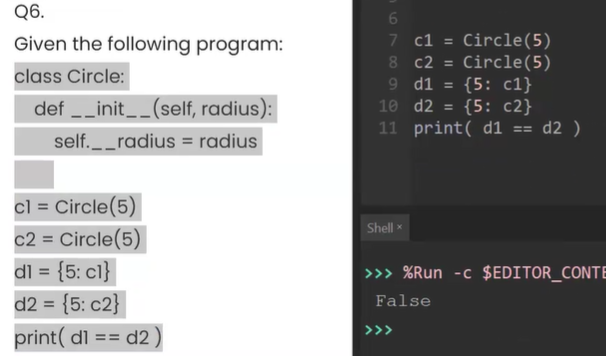 Q6.
Given the following program:
class Circle:
def __init__(self, radius):
self.__radius = radius
c1 = Circle(5)
c2 = Circle(5)
d1 = {5: c1}
d2 = {5: c2}
print( d1 == d2 )
6
7 c1 = Circle(5)
8 c2 = Circle(5)
9 d1 = {5: c1}
10 d2 = {5: c2}
11 print( d1 == d2 )
Shell ×
>>> %Run -c $EDITOR_CONTE
False
>>>